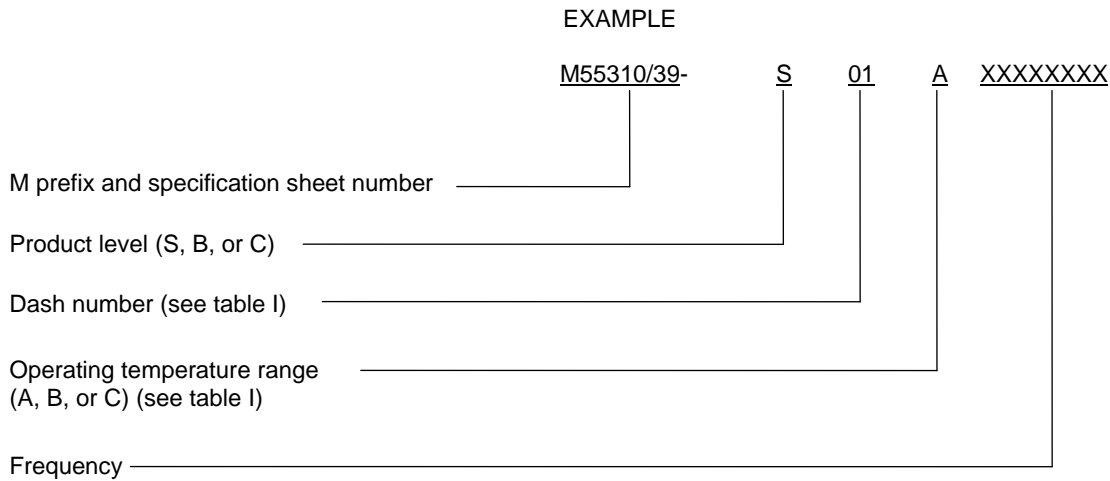 EXAMPLE
M55310/39- S 01 A XXXXXXXX
M prefix and specification sheet number
Product level (S, B, or C)
Dash number (see table I)
Operating temperature range
(A, B, or C) (see table I)
Frequency